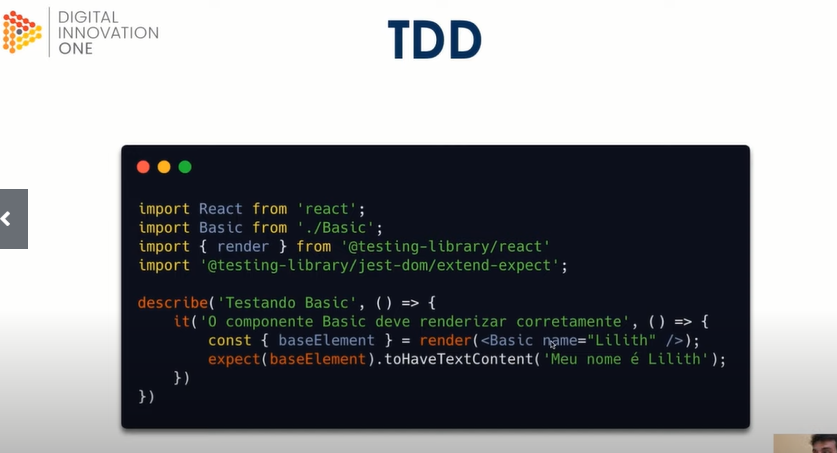 DIGITAL
INNOVATION
ONE
TDD
import React from 'react';
import Basic from './Basic';
import { render } from '@testing-library/react'
import '@testing-library/jest-dom/extend-expect';
describe('Testando Basic', () => {
it('O componente Basic deve renderizar corretamente', () => {
const { baseElement } = render(<Basic name="Lilith" />);
expect(baseElement).toHaveTextContent('Meu nome é Lilith');
})
})